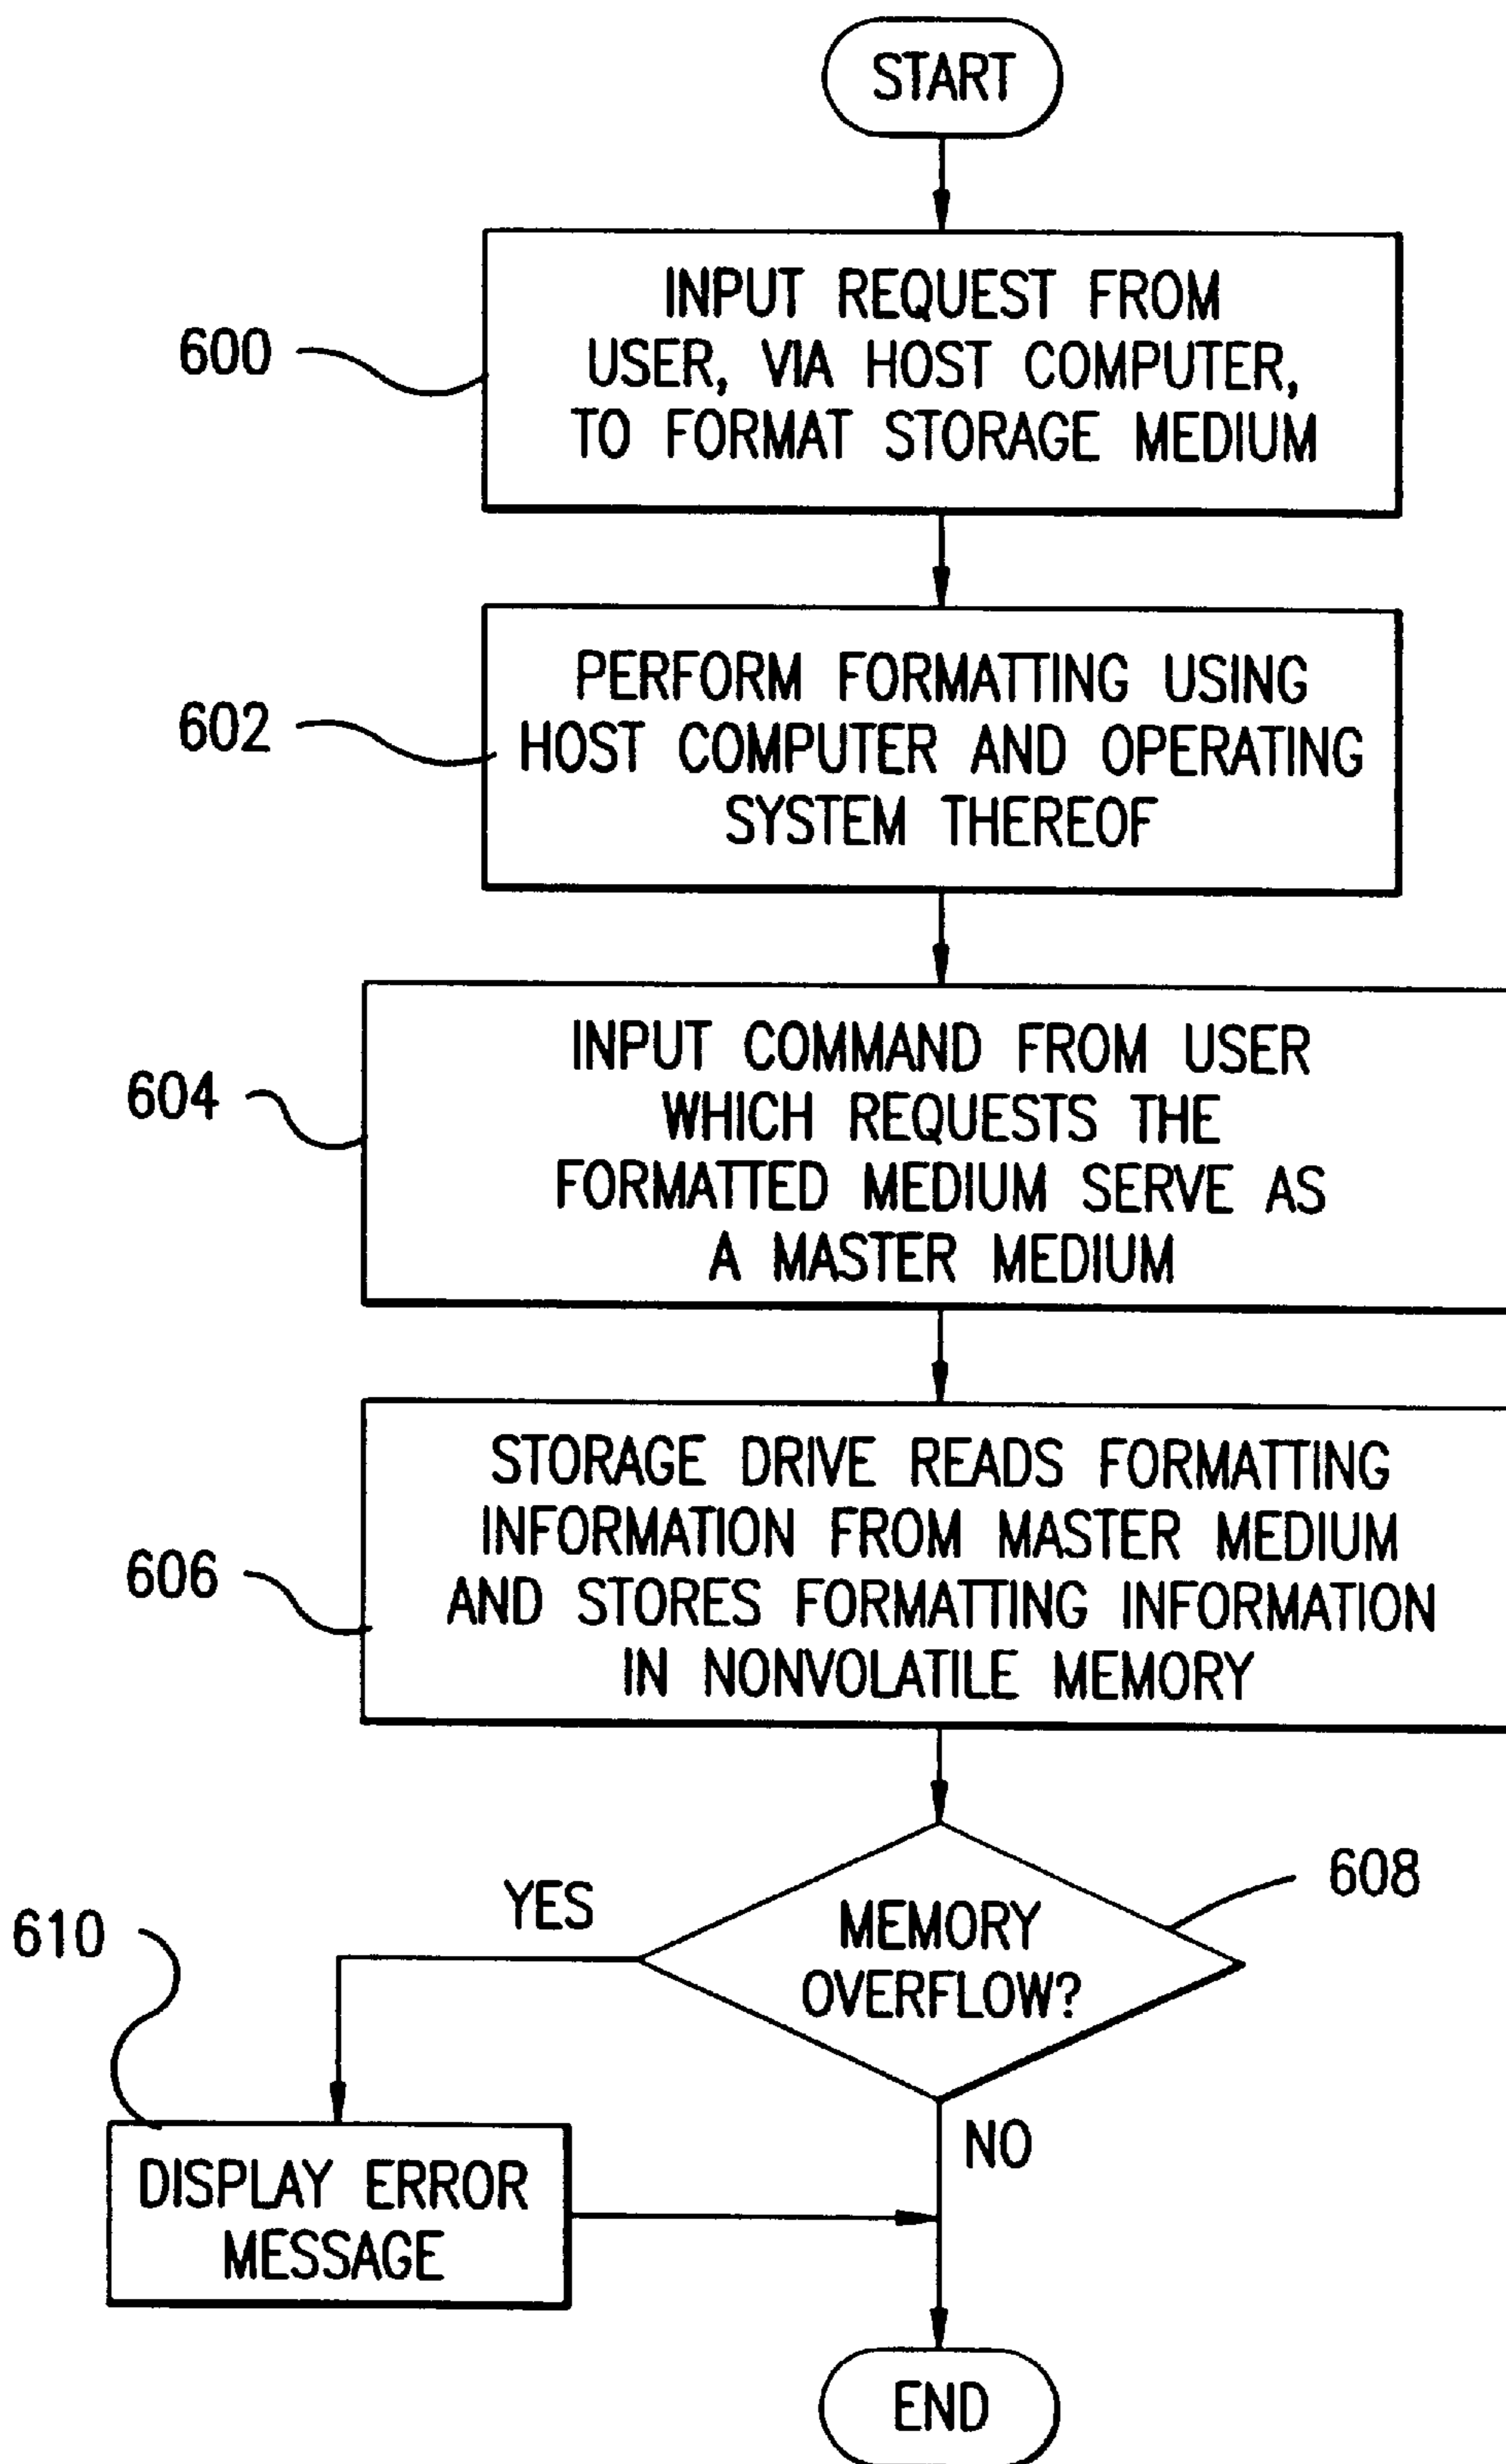 START
600
INPUT REQUEST FROM
USER, VIA HOST COMPUTER,
TO FORMAT STORAGE MEDIUM
602
PERFORM FORMATTING USING
HOST COMPUTER AND OPERATING
SYSTEM THEREOF
604
INPUT COMMAND FROM USER
WHICH REQUESTS THE
FORMATTED MEDIUM SERVE AS
A MASTER MEDIUM
606
STORAGE DRIVE READS FORMATTING
INFORMATION FROM MASTER MEDIUM
AND STORES FORMATTING INFORMATION
IN NONVOLATILE MEMORY
608
MEMORY
OVERFLOW?
YES
NO
610
DISPLAY ERROR
MESSAGE
END